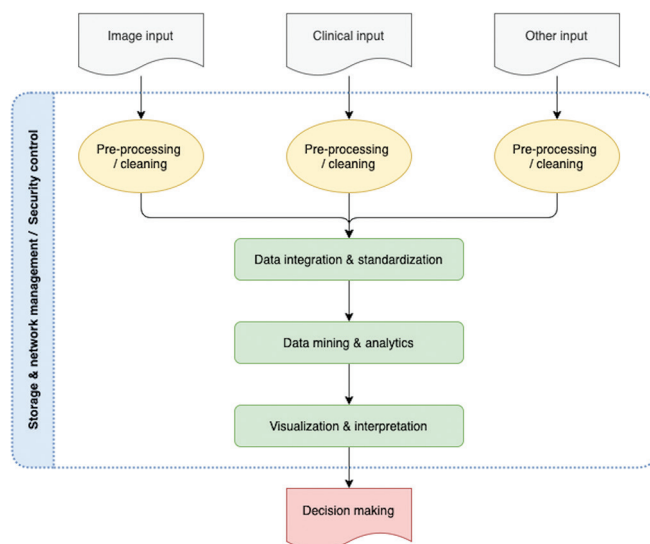 Image input
Clinical input
Other input
Storage & network management / Security control
Pre-processing
/ cleaning
Pre-processing
/ cleaning
Pre-processing
/ cleaning
Data integration & standardization
Data mining & analytics
Visualization & interpretation
Decision making